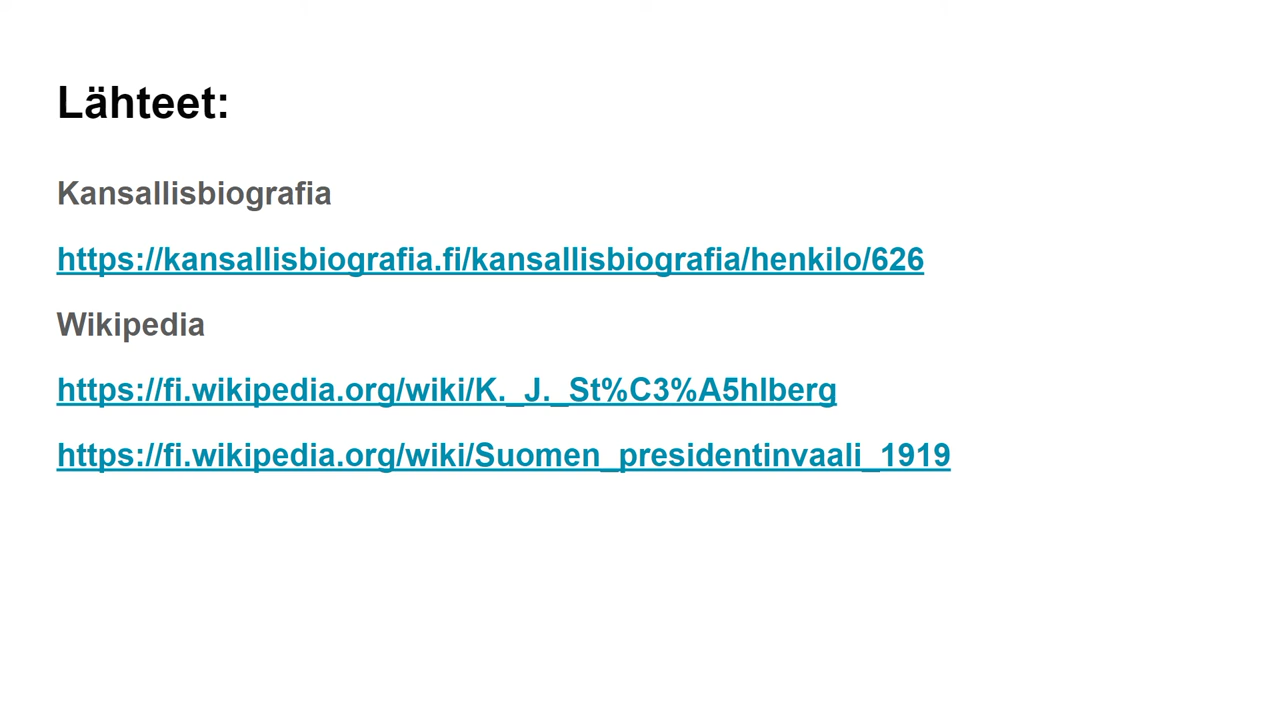 Lähteet:
Kansallisbiografia
https://kansallisbiografia.fi/kansallisbiografia/henkilo/626
Wikipedia
https://fi.wikipedia.org/wiki/K._J._St%C3%A5hlberg
https://fi.wikipedia.org/wiki/Suomen_presidentinvaali_1919